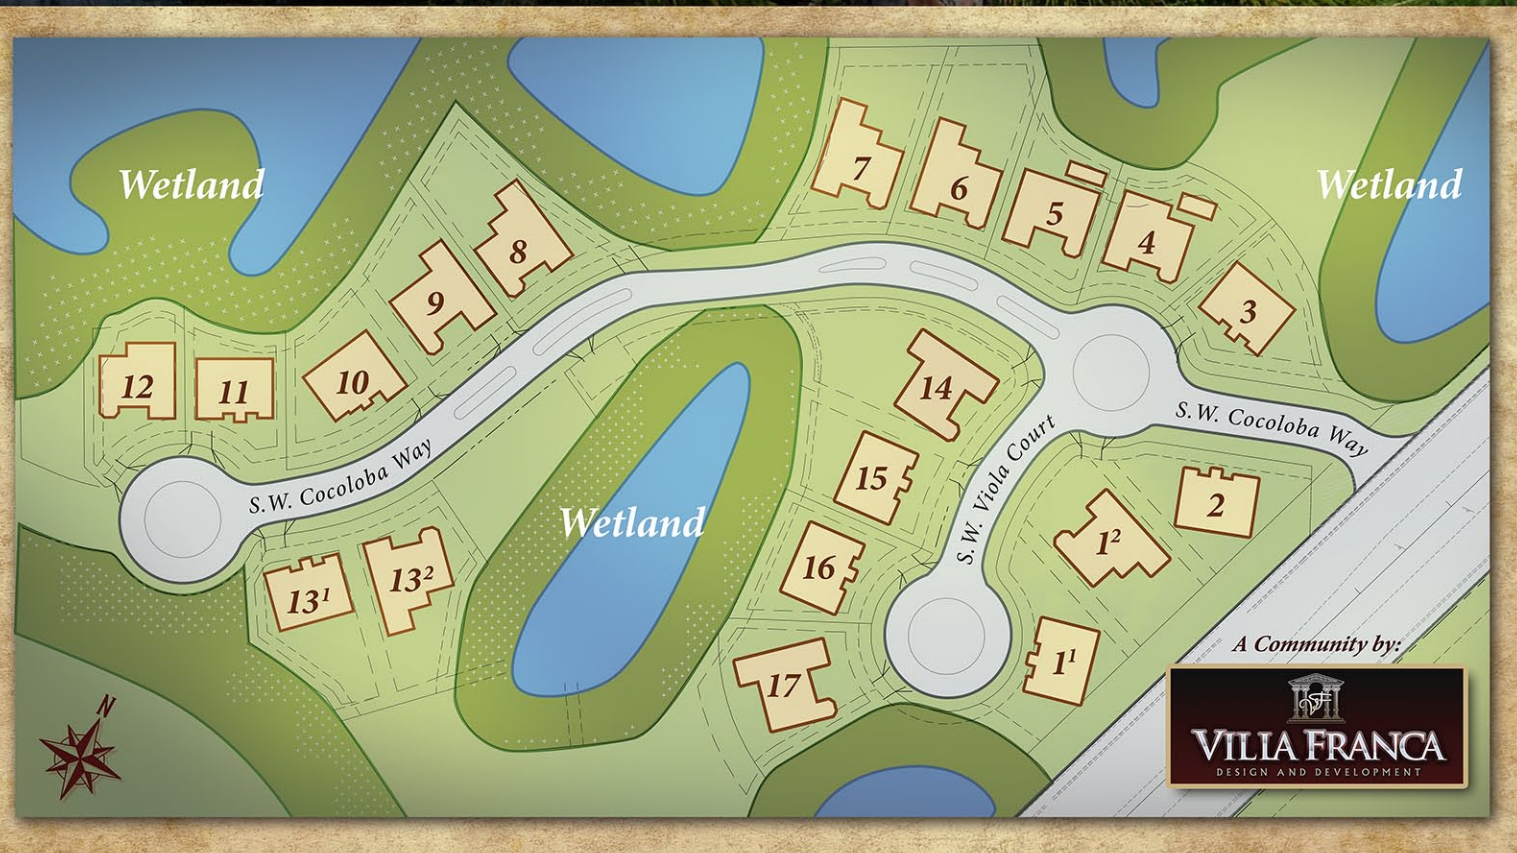 Wetland
Wetland
7
6
5
4
3
8
9
10
11
12
14
S.W. Cocoloba Way
S.W. Cocoloba Way
S.W. Viola Court
15
2
1²
Wetland
16
13¹
13²
17
1¹
N
A Community by:
VF
VILLA FRANCA
DESIGN AND DEVELOPMENT